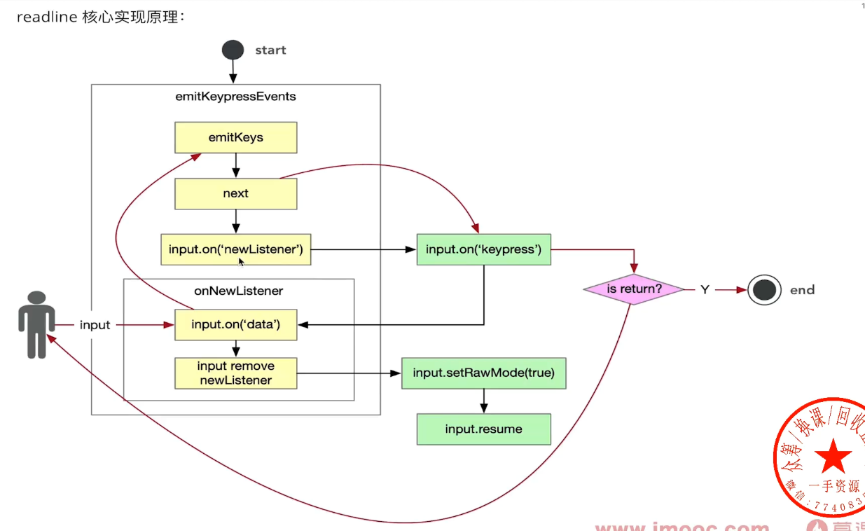 readline 核心实现原理：
start
emitKeypressEvents
emitKeys
next
input.on(‘newListener’)
input.on(‘keypress’)
is return?
Y
end
onNewListener
input
input.on(‘data’)
input remove
newListener
input.setRawMode(true)
input.resume
一手资源
www.imooc.com